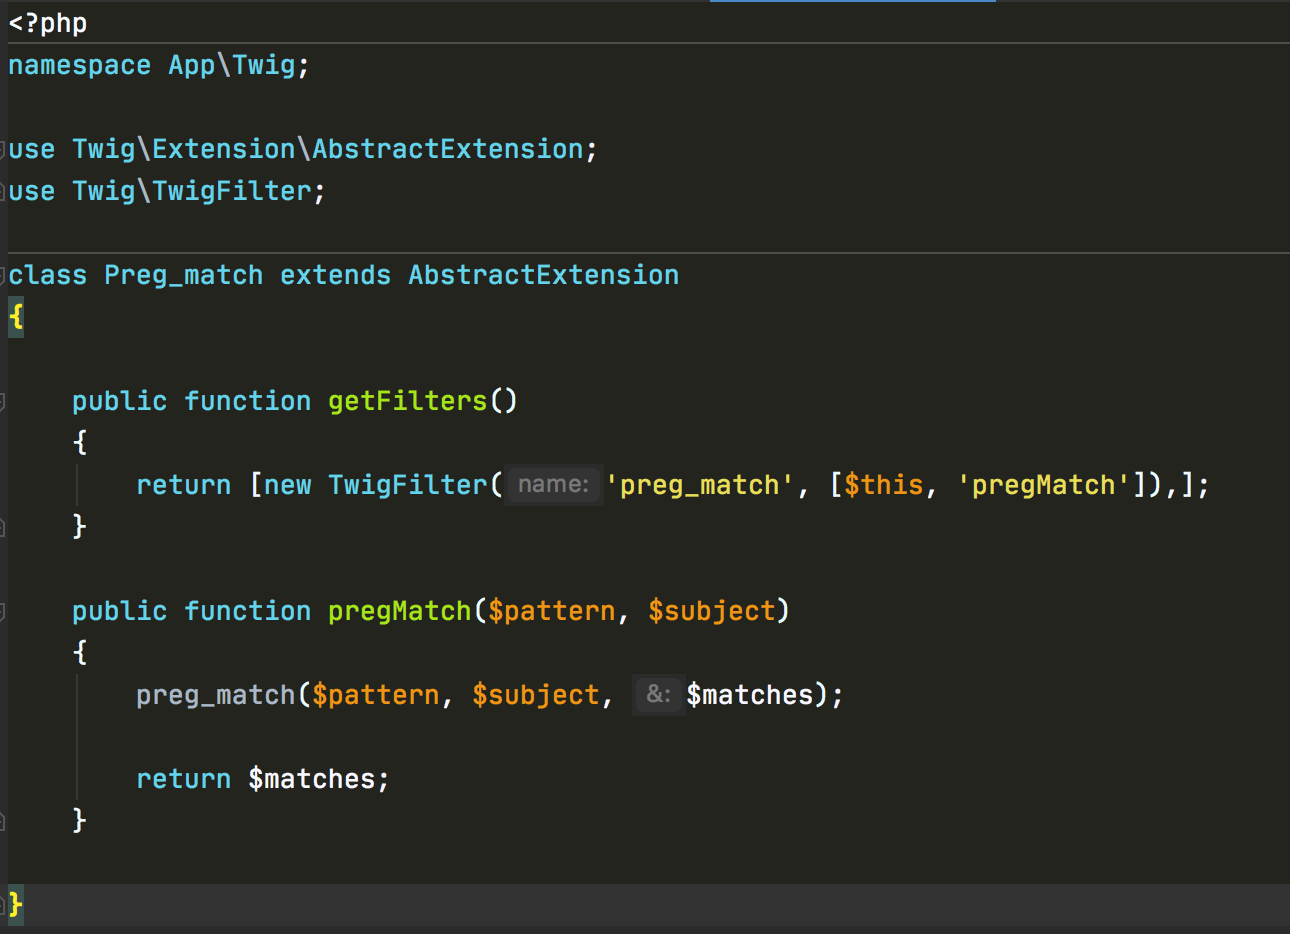 <?php
namespace App\Twig;
use Twig\Extension\AbstractExtension;
use Twig\TwigFilter;
class Preg_match extends AbstractExtension
{
public function getFilters()
{
return [new TwigFilter( name: 'preg_match', [$this, 'pregMatch']),];
}
public function pregMatch($pattern, $subject)
{
preg_match($pattern, $subject, &: $matches);
return $matches;
}
}